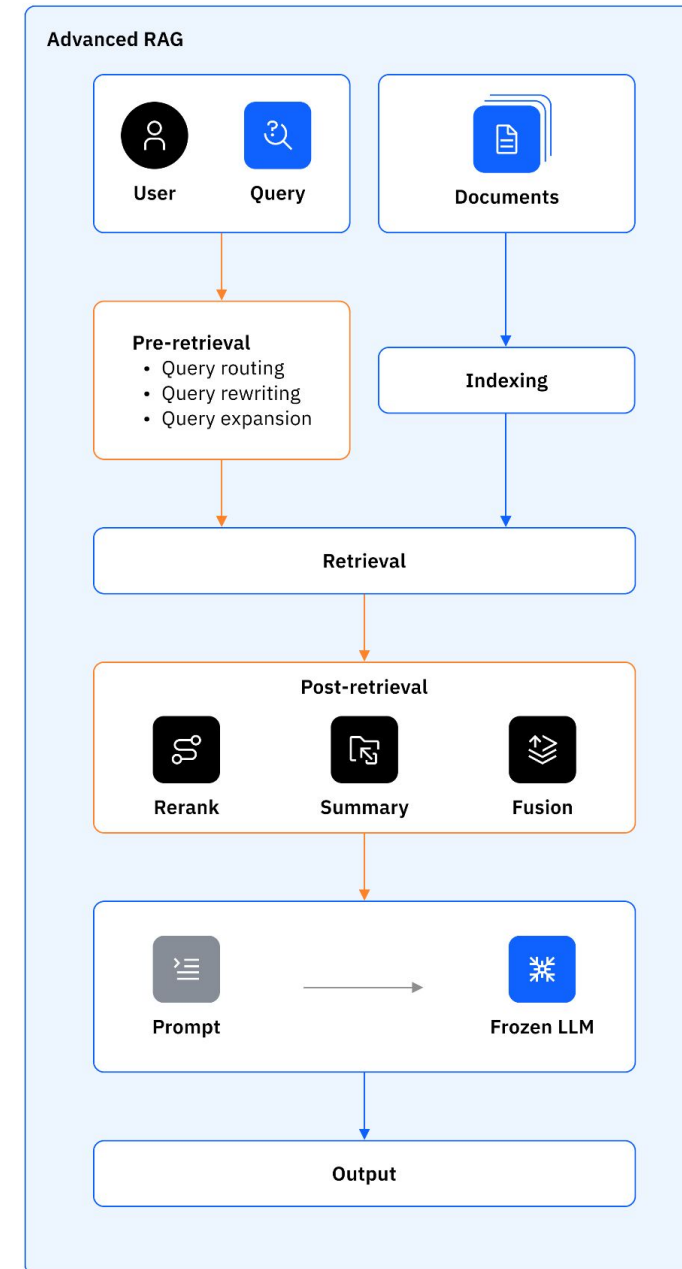 Advanced RAG
User
Query
Documents
Pre-retrieval
• Query routing
• Query rewriting
• Query expansion
Indexing
Retrieval
Post-retrieval
Rerank
Summary
Fusion
Prompt
Frozen LLM
Output